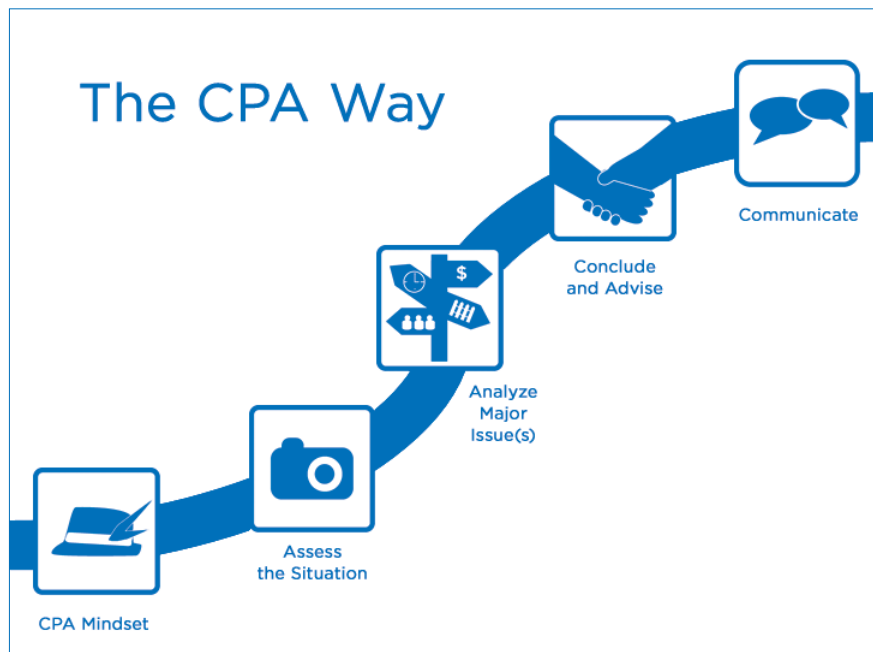 The CPA Way
Communicate
Conclude
and Advise
$
Analyze
Major
Issue(s)
Assess
the Situation
CPA Mindset